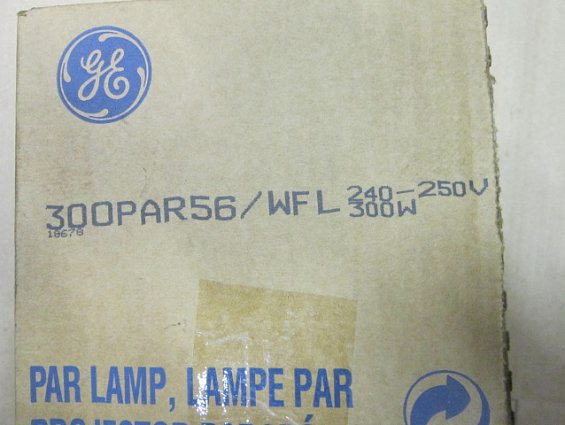 GE
300PAR56/WFL 240-250V
300W
18678
PAR LAMP, LAMPE PAR